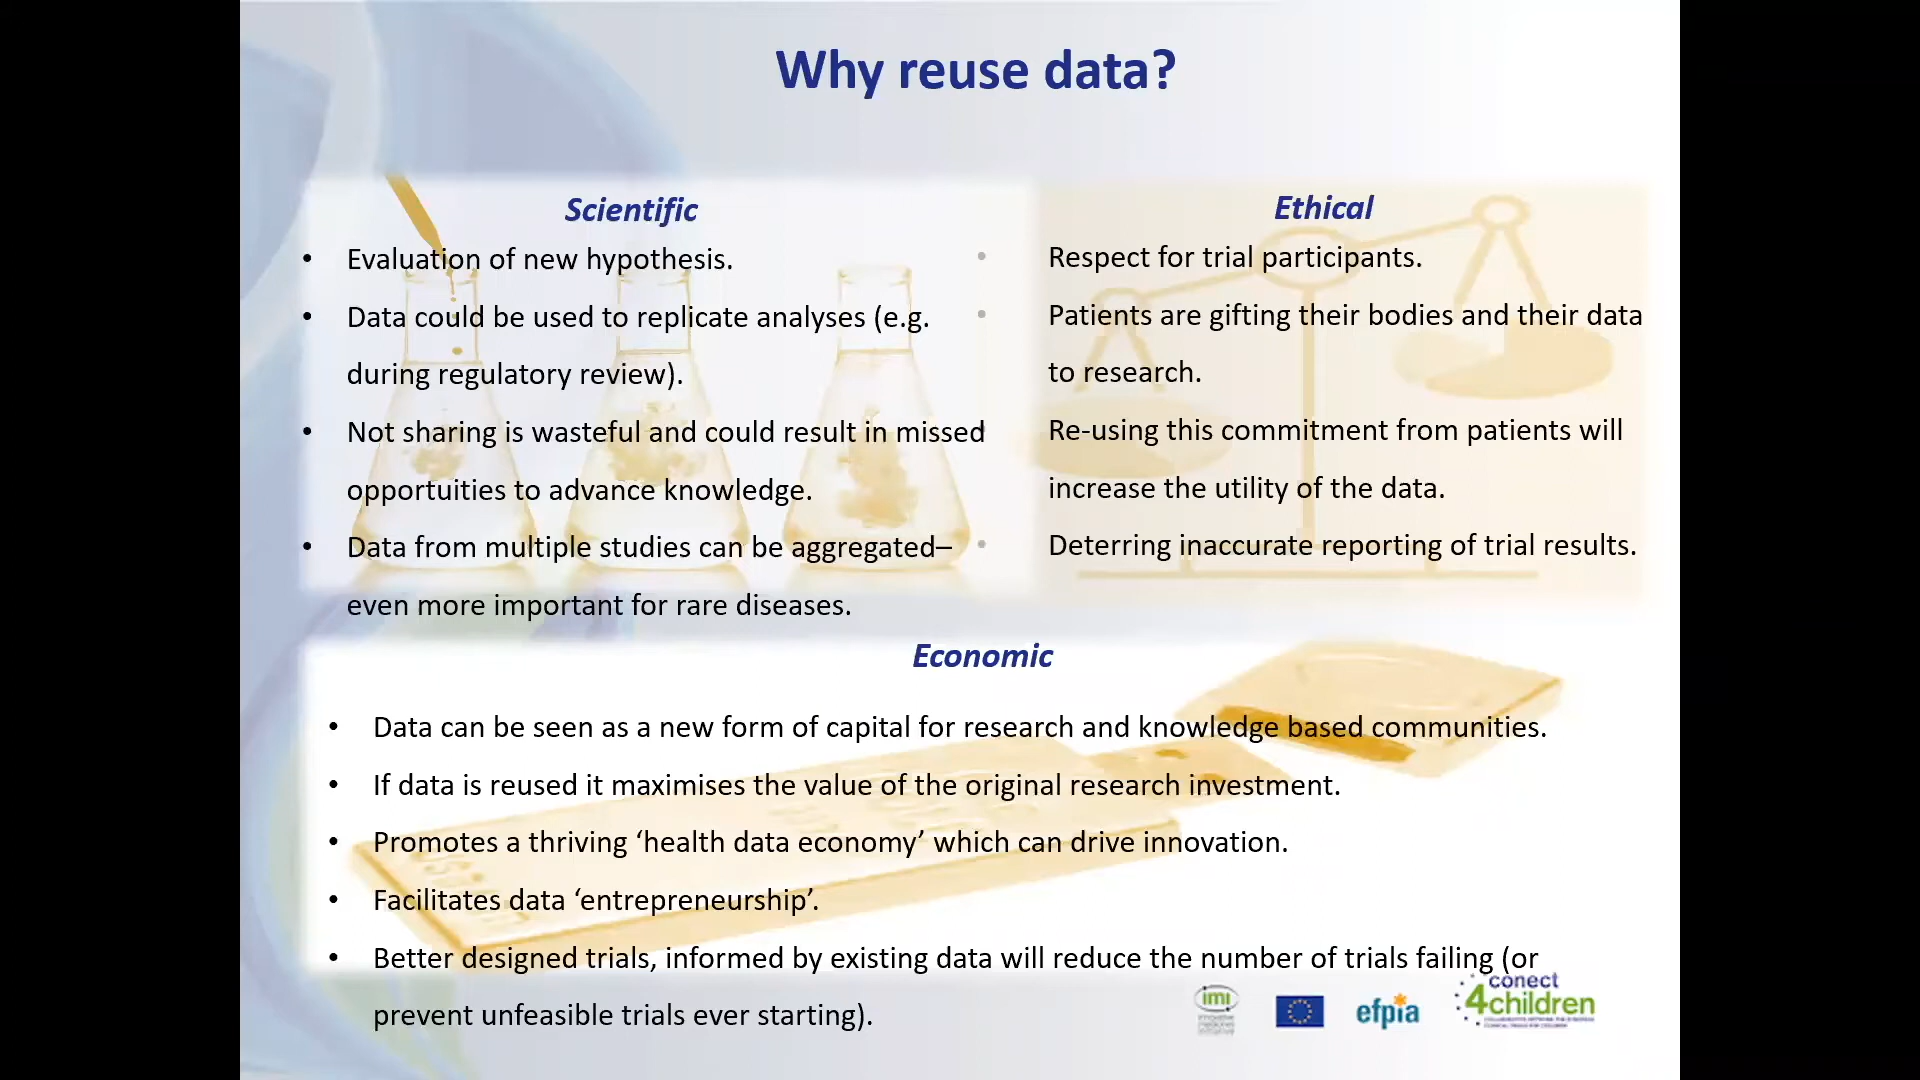 Why reuse data?
Scientific
• Evaluation of new hypothesis.
• Data could be used to replicate analyses (e.g.
during regulatory review).
• Not sharing is wasteful and could result in missed
opportuities to advance knowledge.
• Data from multiple studies can be aggregated–
even more important for rare diseases.
Ethical
• Respect for trial participants.
• Patients are gifting their bodies and their data
to research.
Re-using this commitment from patients will
increase the utility of the data.
• Deterring inaccurate reporting of trial results.
Economic
• Data can be seen as a new form of capital for research and knowledge based communities.
• If data is reused it maximises the value of the original research investment.
• Promotes a thriving ‘health data economy’ which can drive innovation.
• Facilitates data ‘entrepreneurship’.
• Better designed trials, informed by existing data will reduce the number of trials failing (or
prevent unfeasible trials ever starting).
imi
efpia
conect
4children